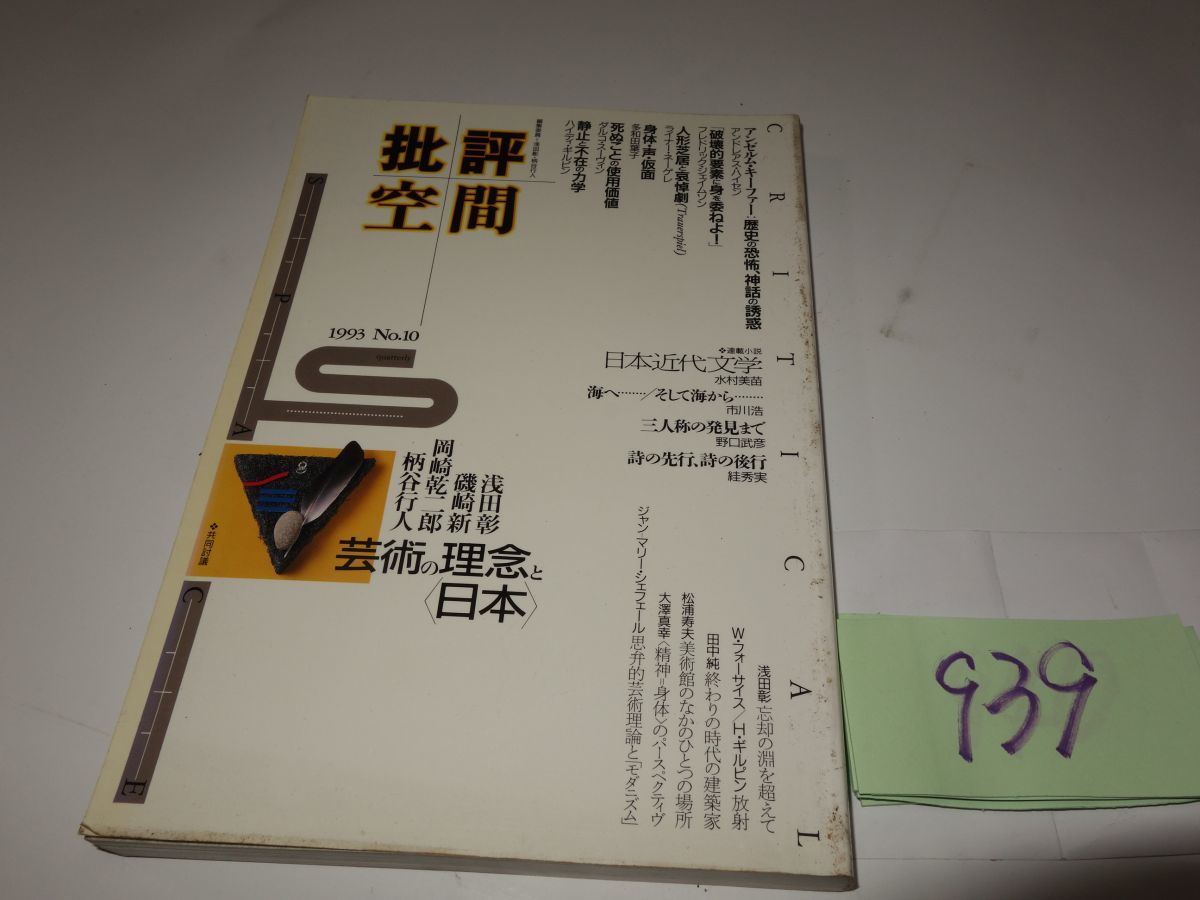 CRITICAL
SPACE
批評
空間
編集委員＝浅田彰・柄谷行人
1993 No.10
quarterly
アンゼルム・キーファー：歴史の恐怖、神話の誘惑
アンドレアス・ハイセン
「破壊的要素に身を委ねよ！」
フレドリック・ジェイムソン
人形芝居と哀悼劇(Trauerspiel)
ライナー・ネーゲレ
身体・声・仮面
多和田葉子
死ぬことの使用価値
ダルコ・スーヴィン
静止と不在の力学
ハイディ・ギルピン
❖連載小説
日本近代文学
水村美苗
海へ………／そして海から………
市川浩
三人称の発見まで
野口武彦
詩の先行、詩の後行
絓秀実
❖共同討議
浅田彰
磯崎新
岡崎乾二郎
柄谷行人
芸術の理念と
〈日本〉
浅田彰 忘却の淵を超えて
W・フォーサイス／H・ギルピン 放射
田中純 終わりの時代の建築家
松浦寿夫 美術館のなかのひとつの場所
大澤真幸 〈精神＝身体〉のパースペクティヴ
ジャン・マリー・シェフェール 思弁的芸術理論と「モダニズム」
939